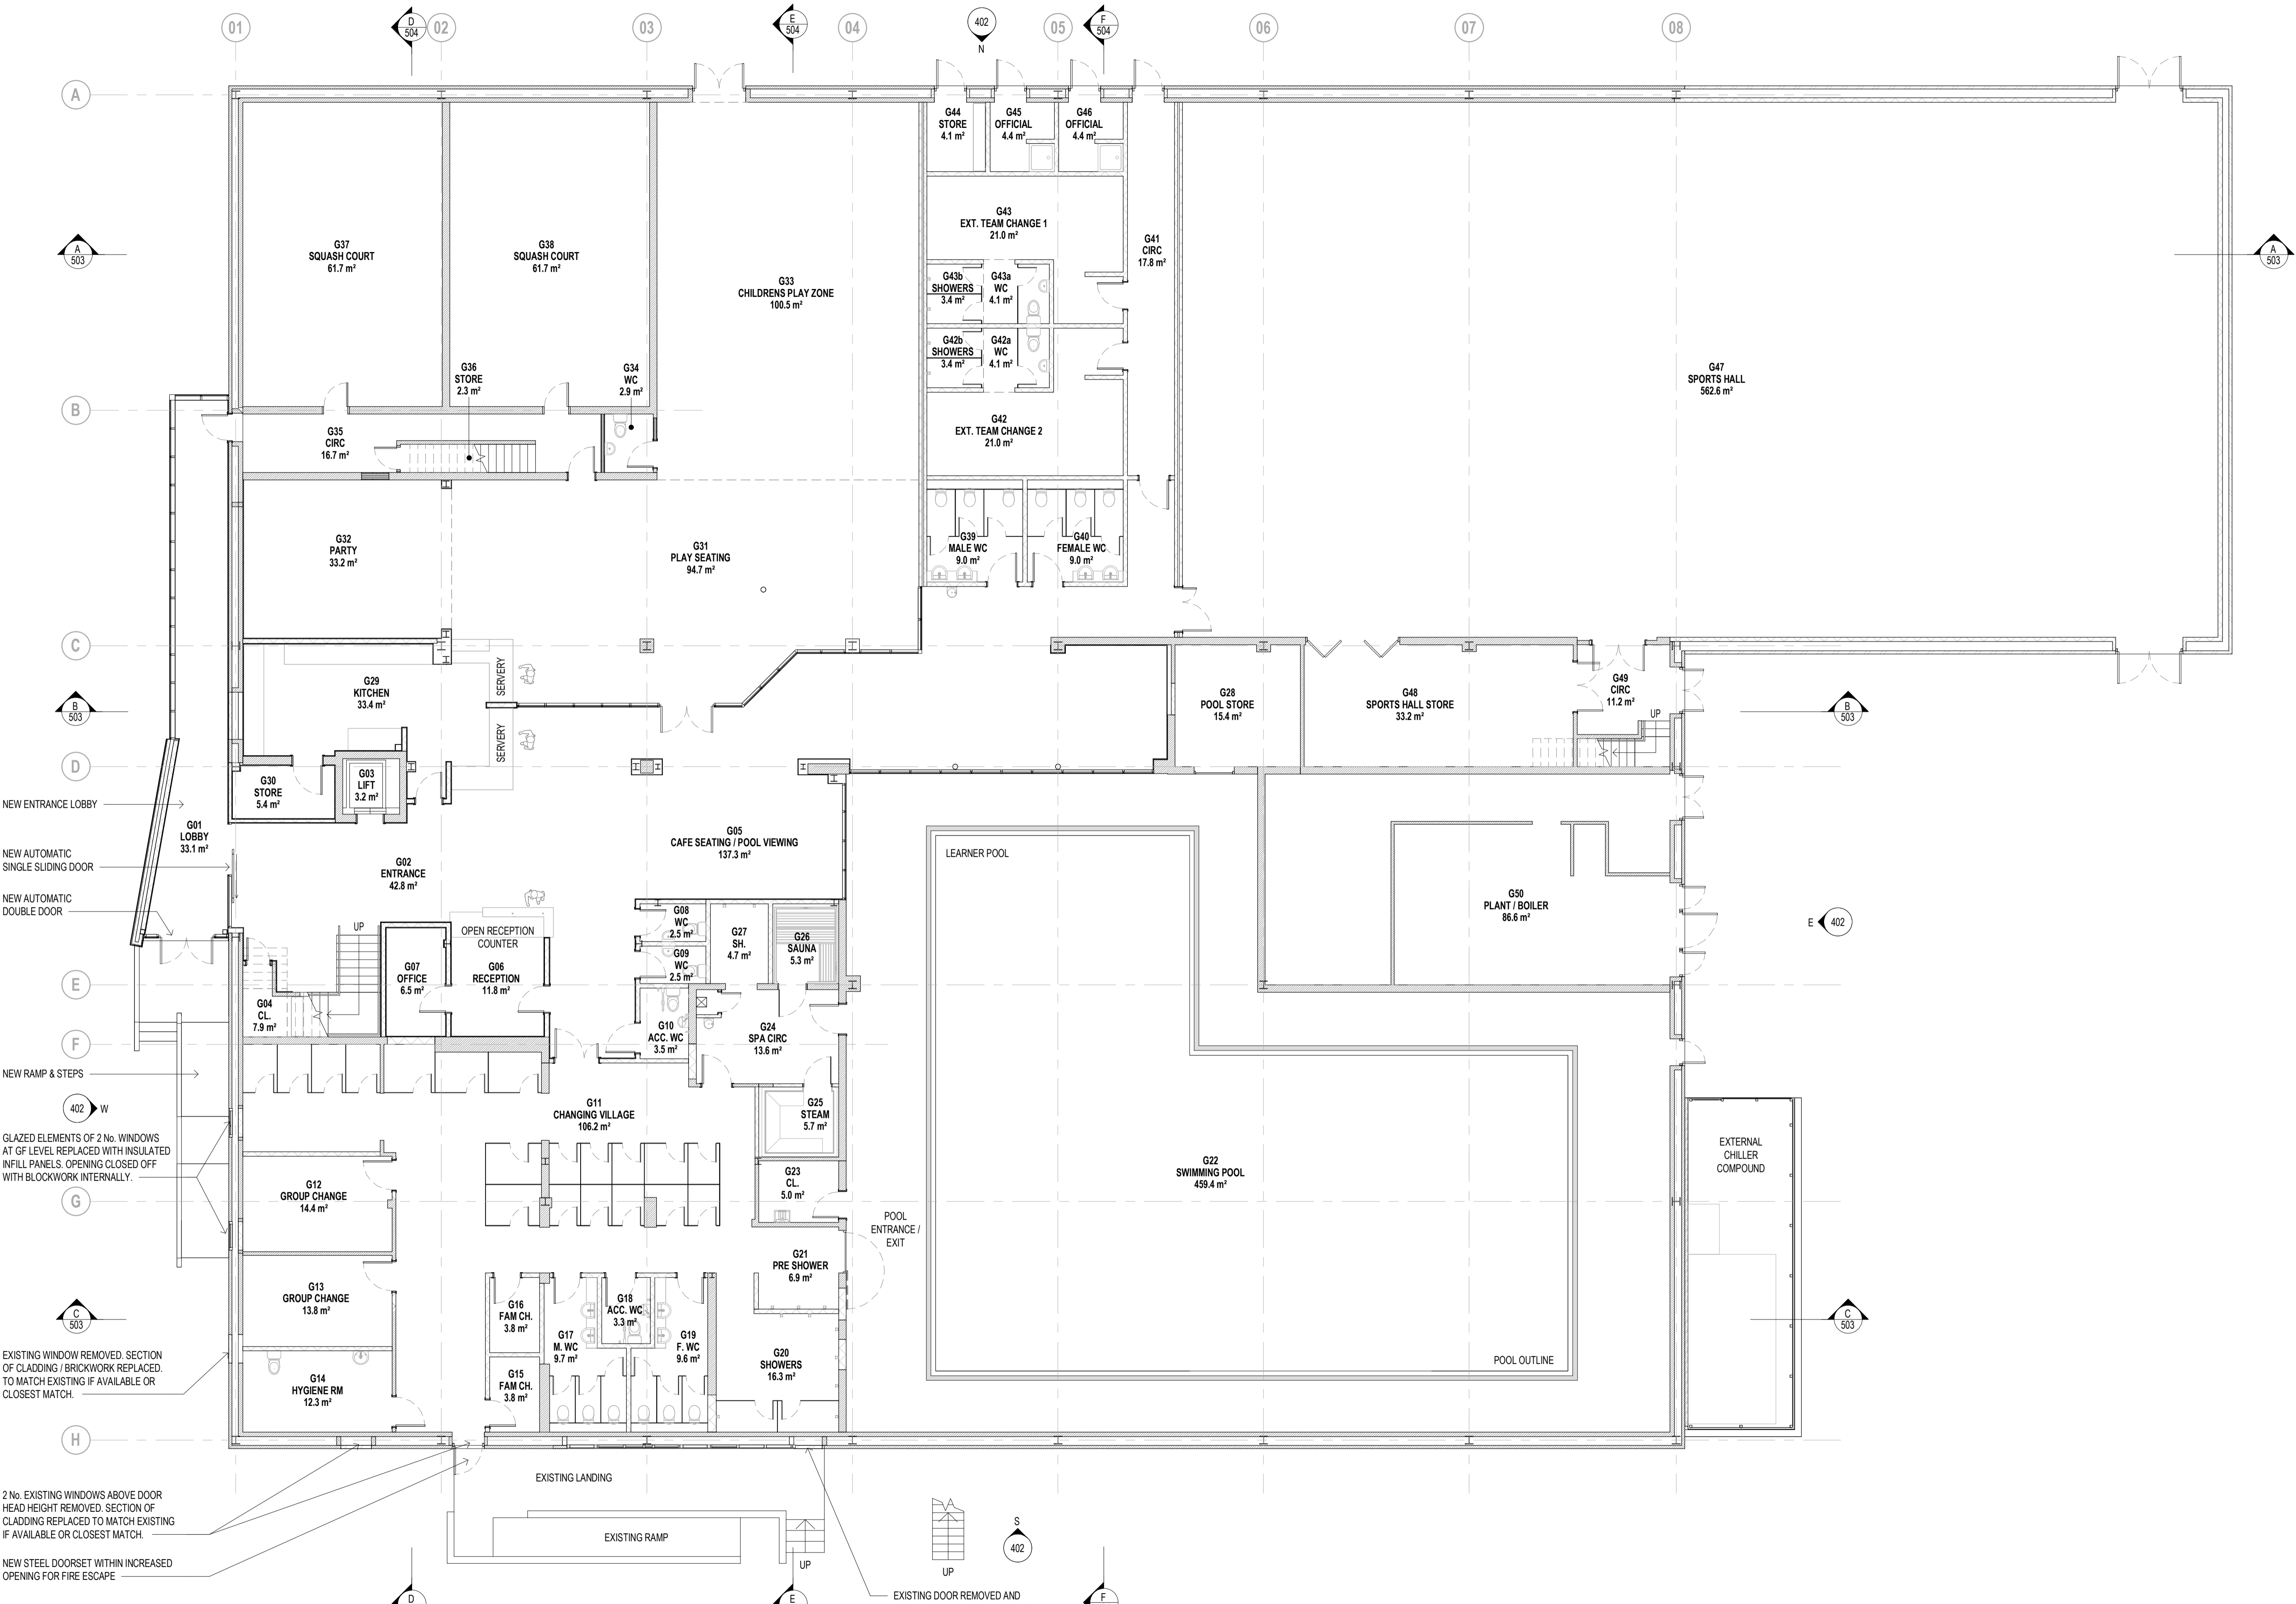 01
D
504
02
03
E
504
04
402
N
05
F
504
06
07
08
A
G44
STORE
4.1 m²
G45
OFFICIAL
4.4 m²
G46
OFFICIAL
4.4 m²
G37
SQUASH COURT
61.7 m²
G38
SQUASH COURT
61.7 m²
G33
CHILDRENS PLAY ZONE
100.5 m²
G43
EXT. TEAM CHANGE 1
21.0 m²
G41
CIRC
17.8 m²
A
503
A
503
G43b
SHOWERS
3.4 m²
G43a
WC
4.1 m²
G42b
SHOWERS
3.4 m²
G42a
WC
4.1 m²
G36
STORE
2.3 m²
G34
WC
2.9 m²
G47
SPORTS HALL
562.6 m²
B
G35
CIRC
16.7 m²
G42
EXT. TEAM CHANGE 2
21.0 m²
G32
PARTY
33.2 m²
G31
PLAY SEATING
94.7 m²
G39
MALE WC
9.0 m²
G40
FEMALE WC
9.0 m²
C
G29
KITCHEN
33.4 m²
SERVERY
SERVERY
G28
POOL STORE
15.4 m²
G48
SPORTS HALL STORE
33.2 m²
G49
CIRC
11.2 m²
UP
B
503
B
503
D
G30
STORE
5.4 m²
G03
LIFT
3.2 m²
NEW ENTRANCE LOBBY
G01
LOBBY
33.1 m²
NEW AUTOMATIC
SINGLE SLIDING DOOR
NEW AUTOMATIC
DOUBLE DOOR
G02
ENTRANCE
42.8 m²
G05
CAFE SEATING / POOL VIEWING
137.3 m²
LEARNER POOL
G50
PLANT / BOILER
86.6 m²
E
402
UP
OPEN RECEPTION
COUNTER
G08
WC
2.5 m²
G09
WC
2.5 m²
G27
SH.
4.7 m²
G26
SAUNA
5.3 m²
E
G07
OFFICE
6.5 m²
G06
RECEPTION
11.8 m²
G04
CL.
7.9 m²
G10
ACC. WC
3.5 m²
G24
SPA CIRC
13.6 m²
F
NEW RAMP & STEPS
402
W
G11
CHANGING VILLAGE
106.2 m²
G25
STEAM
5.7 m²
GLAZED ELEMENTS OF 2 No. WINDOWS
AT GF LEVEL REPLACED WITH INSULATED
INFILL PANELS. OPENING CLOSED OFF
WITH BLOCKWORK INTERNALLY.
EXTERNAL
CHILLER
COMPOUND
G22
SWIMMING POOL
459.4 m²
G12
GROUP CHANGE
14.4 m²
G23
CL.
5.0 m²
G
POOL
ENTRANCE /
EXIT
G21
PRE SHOWER
6.9 m²
G13
GROUP CHANGE
13.8 m²
G16
FAM CH.
3.8 m²
G18
ACC. WC
3.3 m²
G17
M. WC
9.7 m²
G19
F. WC
9.6 m²
C
503
C
503
EXISTING WINDOW REMOVED. SECTION
OF CLADDING / BRICKWORK REPLACED.
TO MATCH EXISTING IF AVAILABLE OR
CLOSEST MATCH.
G20
SHOWERS
16.3 m²
POOL OUTLINE
G14
HYGIENE RM
12.3 m²
G15
FAM CH.
3.8 m²
H
EXISTING LANDING
2 No. EXISTING WINDOWS ABOVE DOOR
HEAD HEIGHT REMOVED. SECTION OF
CLADDING REPLACED TO MATCH EXISTING
IF AVAILABLE OR CLOSEST MATCH.
EXISTING RAMP
UP
UP
S
402
NEW STEEL DOORSET WITHIN INCREASED
OPENING FOR FIRE ESCAPE
EXISTING DOOR REMOVED AND
D
E
F